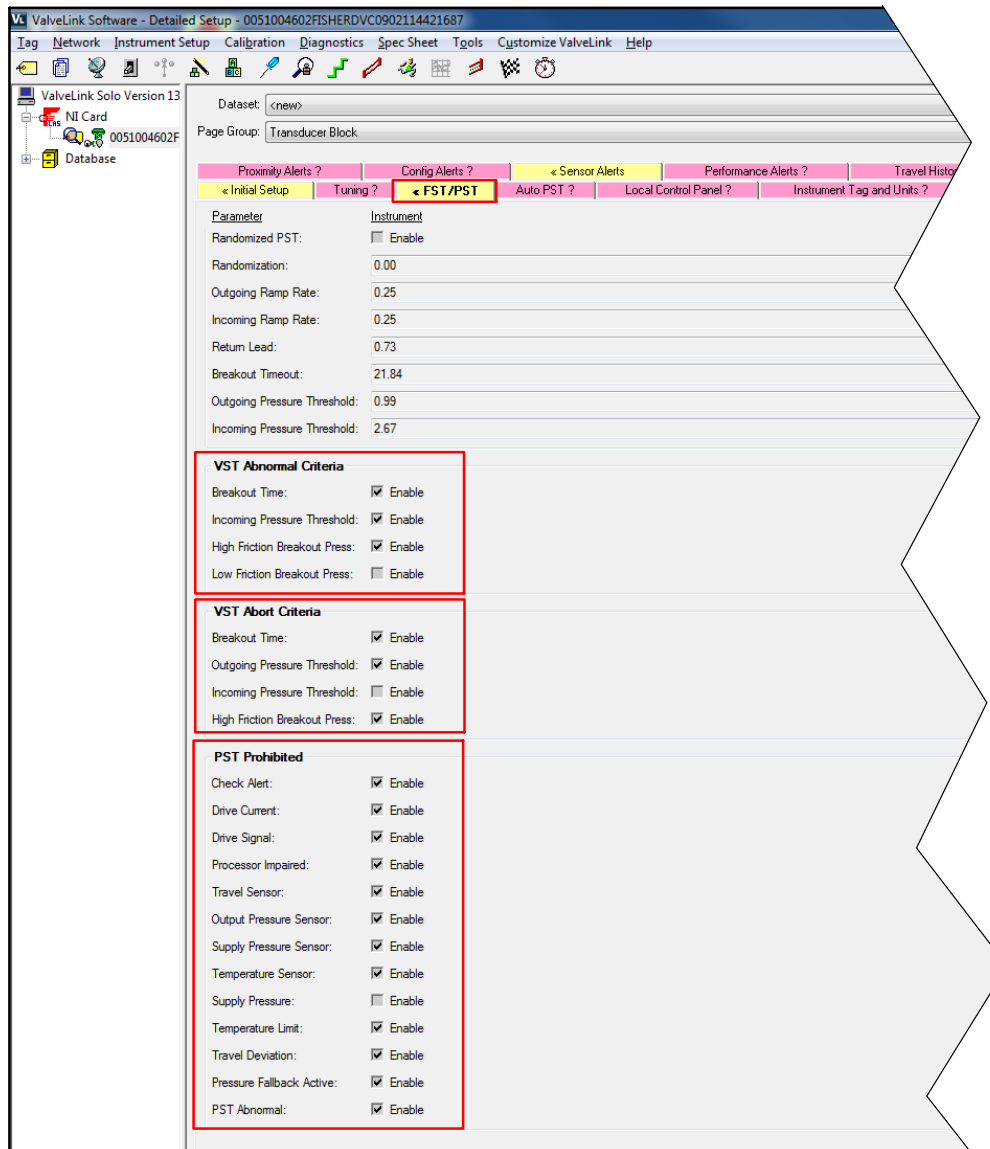 VL ValveLink Software - Detailed Setup - 0051004602FISHERDVC0902114421687
Tag Network Instrument Setup Calibration Diagnostics Spec Sheet Tools Customize ValveLink Help
ValveLink Solo Version 13
NI Card
0051004602F
Database
Dataset: <new>
Page Group: Transducer Block
Proximity Alerts ? Config Alerts ? « Sensor Alerts Performance Alerts ? Travel Histor
« Initial Setup Tuning ? « FST/PST Auto PST ? Local Control Panel ? Instrument Tag and Units ?
Parameter Instrument
Randomized PST: Enable
Randomization: 0.00
Outgoing Ramp Rate: 0.25
Incoming Ramp Rate: 0.25
Return Lead: 0.73
Breakout Timeout: 21.84
Outgoing Pressure Threshold: 0.99
Incoming Pressure Threshold: 2.67
VST Abnormal Criteria
Breakout Time: Enable
Incoming Pressure Threshold: Enable
High Friction Breakout Press: Enable
Low Friction Breakout Press: Enable
VST Abort Criteria
Breakout Time: Enable
Outgoing Pressure Threshold: Enable
Incoming Pressure Threshold: Enable
High Friction Breakout Press: Enable
PST Prohibited
Check Alert: Enable
Drive Current: Enable
Drive Signal: Enable
Processor Impaired: Enable
Travel Sensor: Enable
Output Pressure Sensor: Enable
Supply Pressure Sensor: Enable
Temperature Sensor: Enable
Supply Pressure: Enable
Temperature Limit: Enable
Travel Deviation: Enable
Pressure Fallback Active: Enable
PST Abnormal: Enable